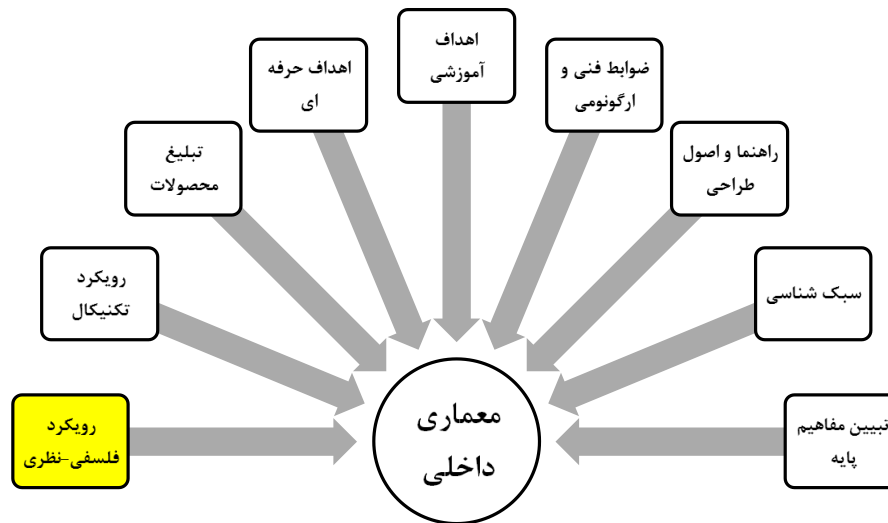 اهداف
آموزشی
ضوابط فنی و
ارگونومی
اهداف حرفه
ای
راهنما و اصول
طراحی
تبلیغ
محصولات
سبک شناسی
رویکرد
تکنیکال
تبیین مفاهیم
پایه
رویکرد
فلسفی-نظری
معماری
داخلی